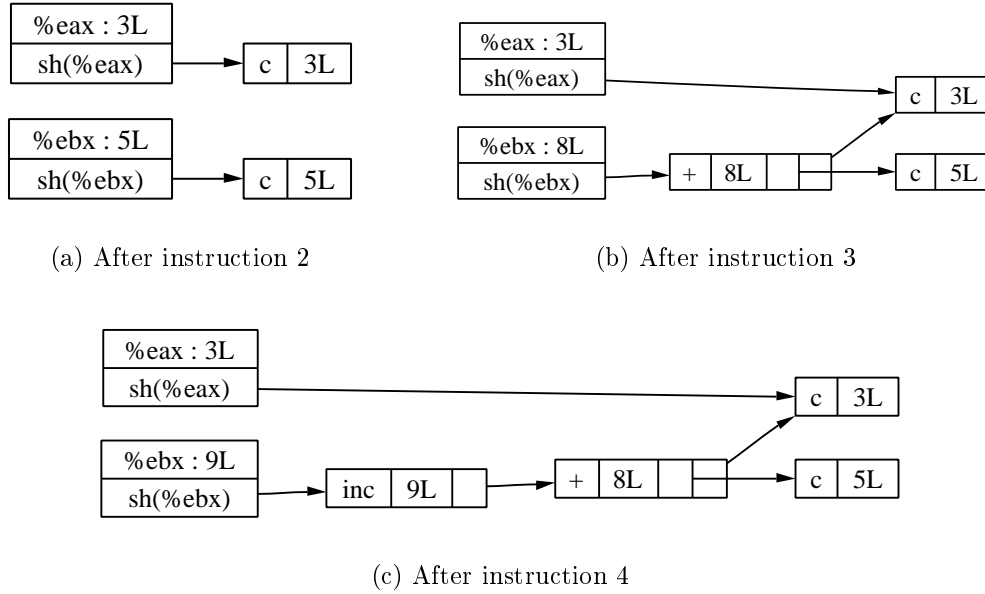 %eax : 3L
sh(%eax)
c 3L
%ebx : 5L
sh(%ebx)
c 5L
(a) After instruction 2
%eax : 3L
sh(%eax)
c 3L
%ebx : 8L
sh(%ebx)
+ 8L
c 5L
(b) After instruction 3
%eax : 3L
sh(%eax)
c 3L
%ebx : 9L
sh(%ebx)
inc 9L
+ 8L
c 5L
(c) After instruction 4